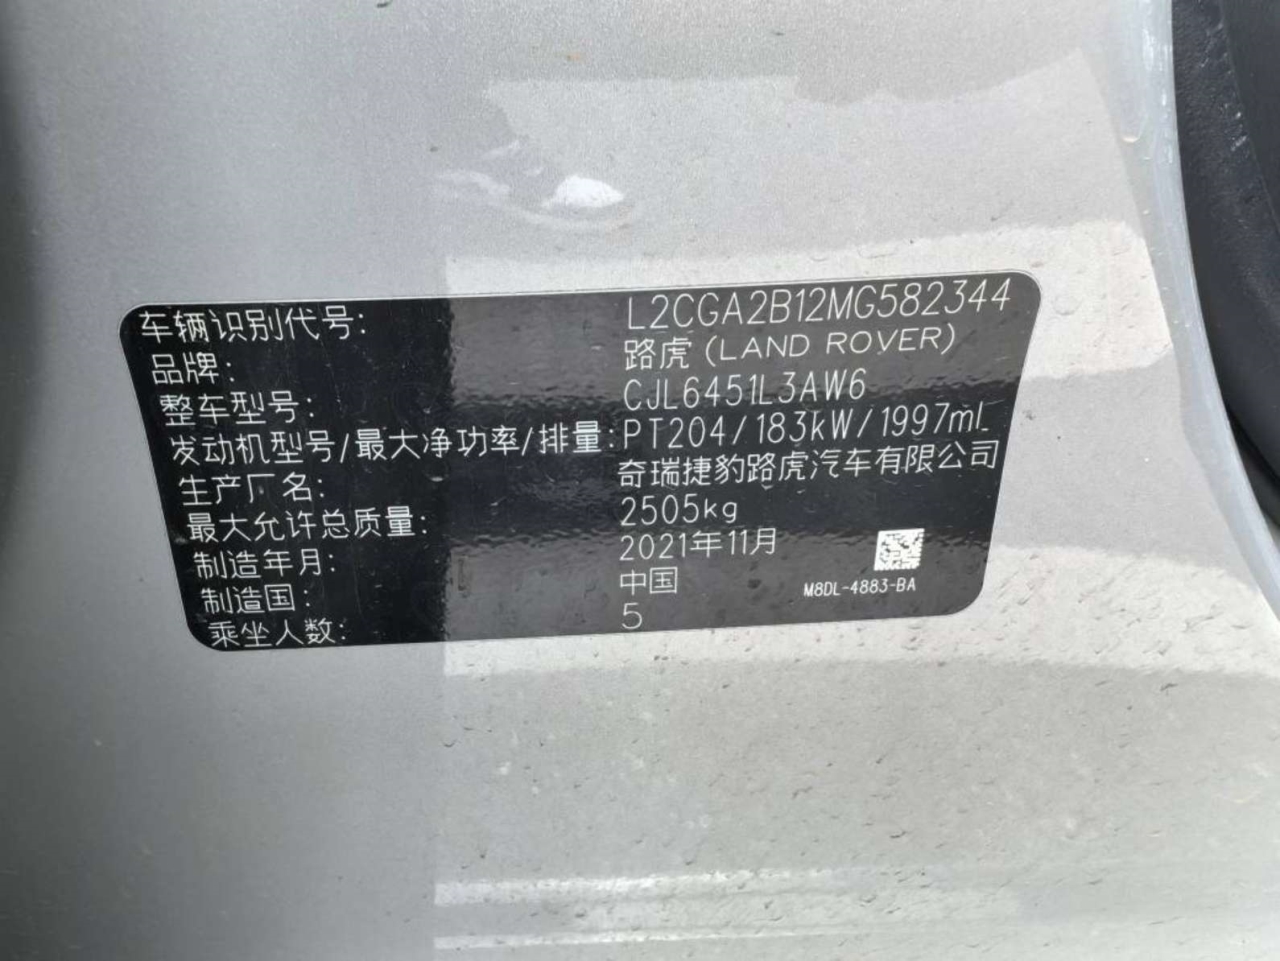 车辆识别代号: L2CGA2B12MG582344
品牌: 路虎(LAND ROVER)
整车型号: CJL6451L3AW6
发动机型号/最大净功率/排量: PT204/183kW/1997mL
生产厂名: 奇瑞捷豹路虎汽车有限公司
最大允许总质量: 2505kg
制造年月: 2021年11月
制造国: 中国
乘坐人数: 5
M8DL-4883-BA